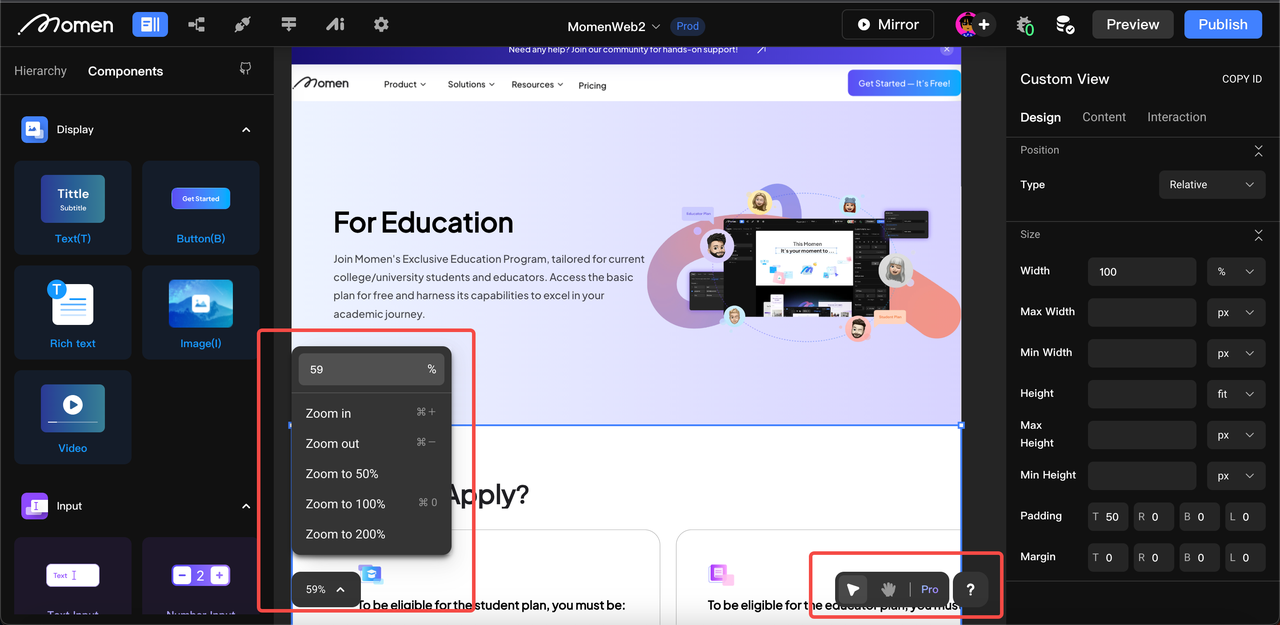 Momen
MomenWeb2
Prod
Mirror
0
Preview
Publish
Hierarchy
Components
Display
Tittle
Subtitle
Text(T)
Get Started
Button(B)
T
Rich text
Image(I)
Video
Input
Text
2
Text Input
Number Input
Need any help? Join our community for hands-on support!
Momen
Product
Solutions
Resources
Pricing
Get Started — It's Free!
For Education
Join Momen's Exclusive Education Program, tailored for current
college/university students and educators. Access the basic
plan for free and harness its capabilities to excel in your
academic journey.
This Momen
It's your moment to ...
59
%
Zoom in
⌘ +
Zoom out
⌘ −
Zoom to 50%
Zoom to 100%
⌘ 0
Zoom to 200%
59%
Apply?
To be eligible for the student plan, you must be:
To be eligible for the educator plan, you mus
Pro
?
Custom View
COPY ID
Design
Content
Interaction
Position
Type
Relative
Size
Width
100
%
Max Width
px
Min Width
px
Height
fit
Max
Height
px
Min Height
px
Padding
T 50
R 0
B 0
L 0
Margin
T 0
R 0
B 0
L 0